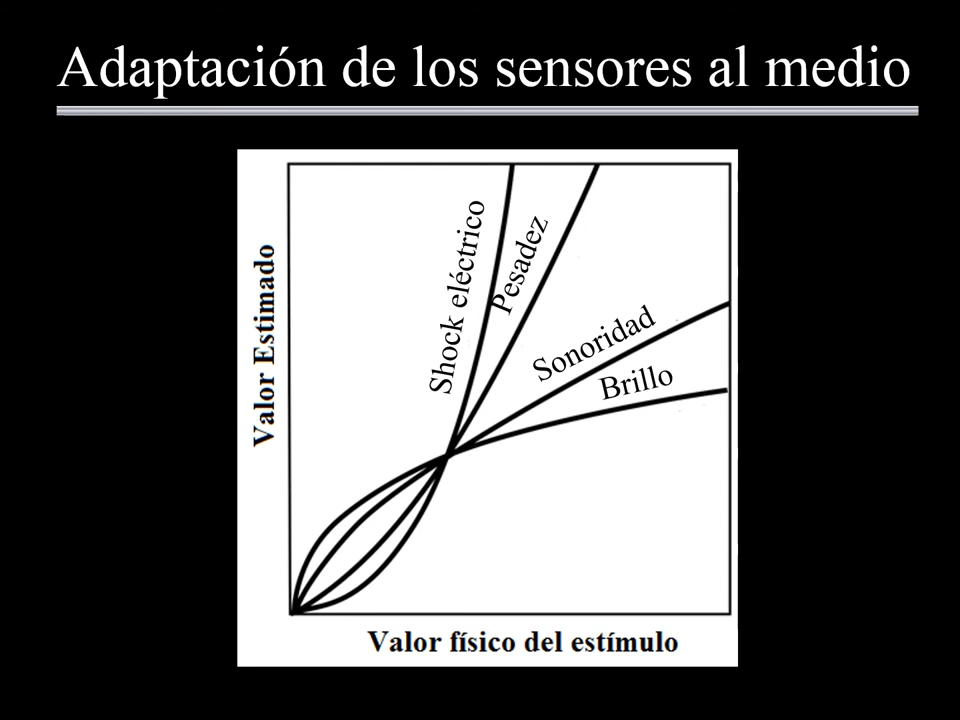 Adaptación de los sensores al medio
Shock eléctrico
Pesadez
Sonoridad
Brillo
Valor Estimado
Valor físico del estímulo